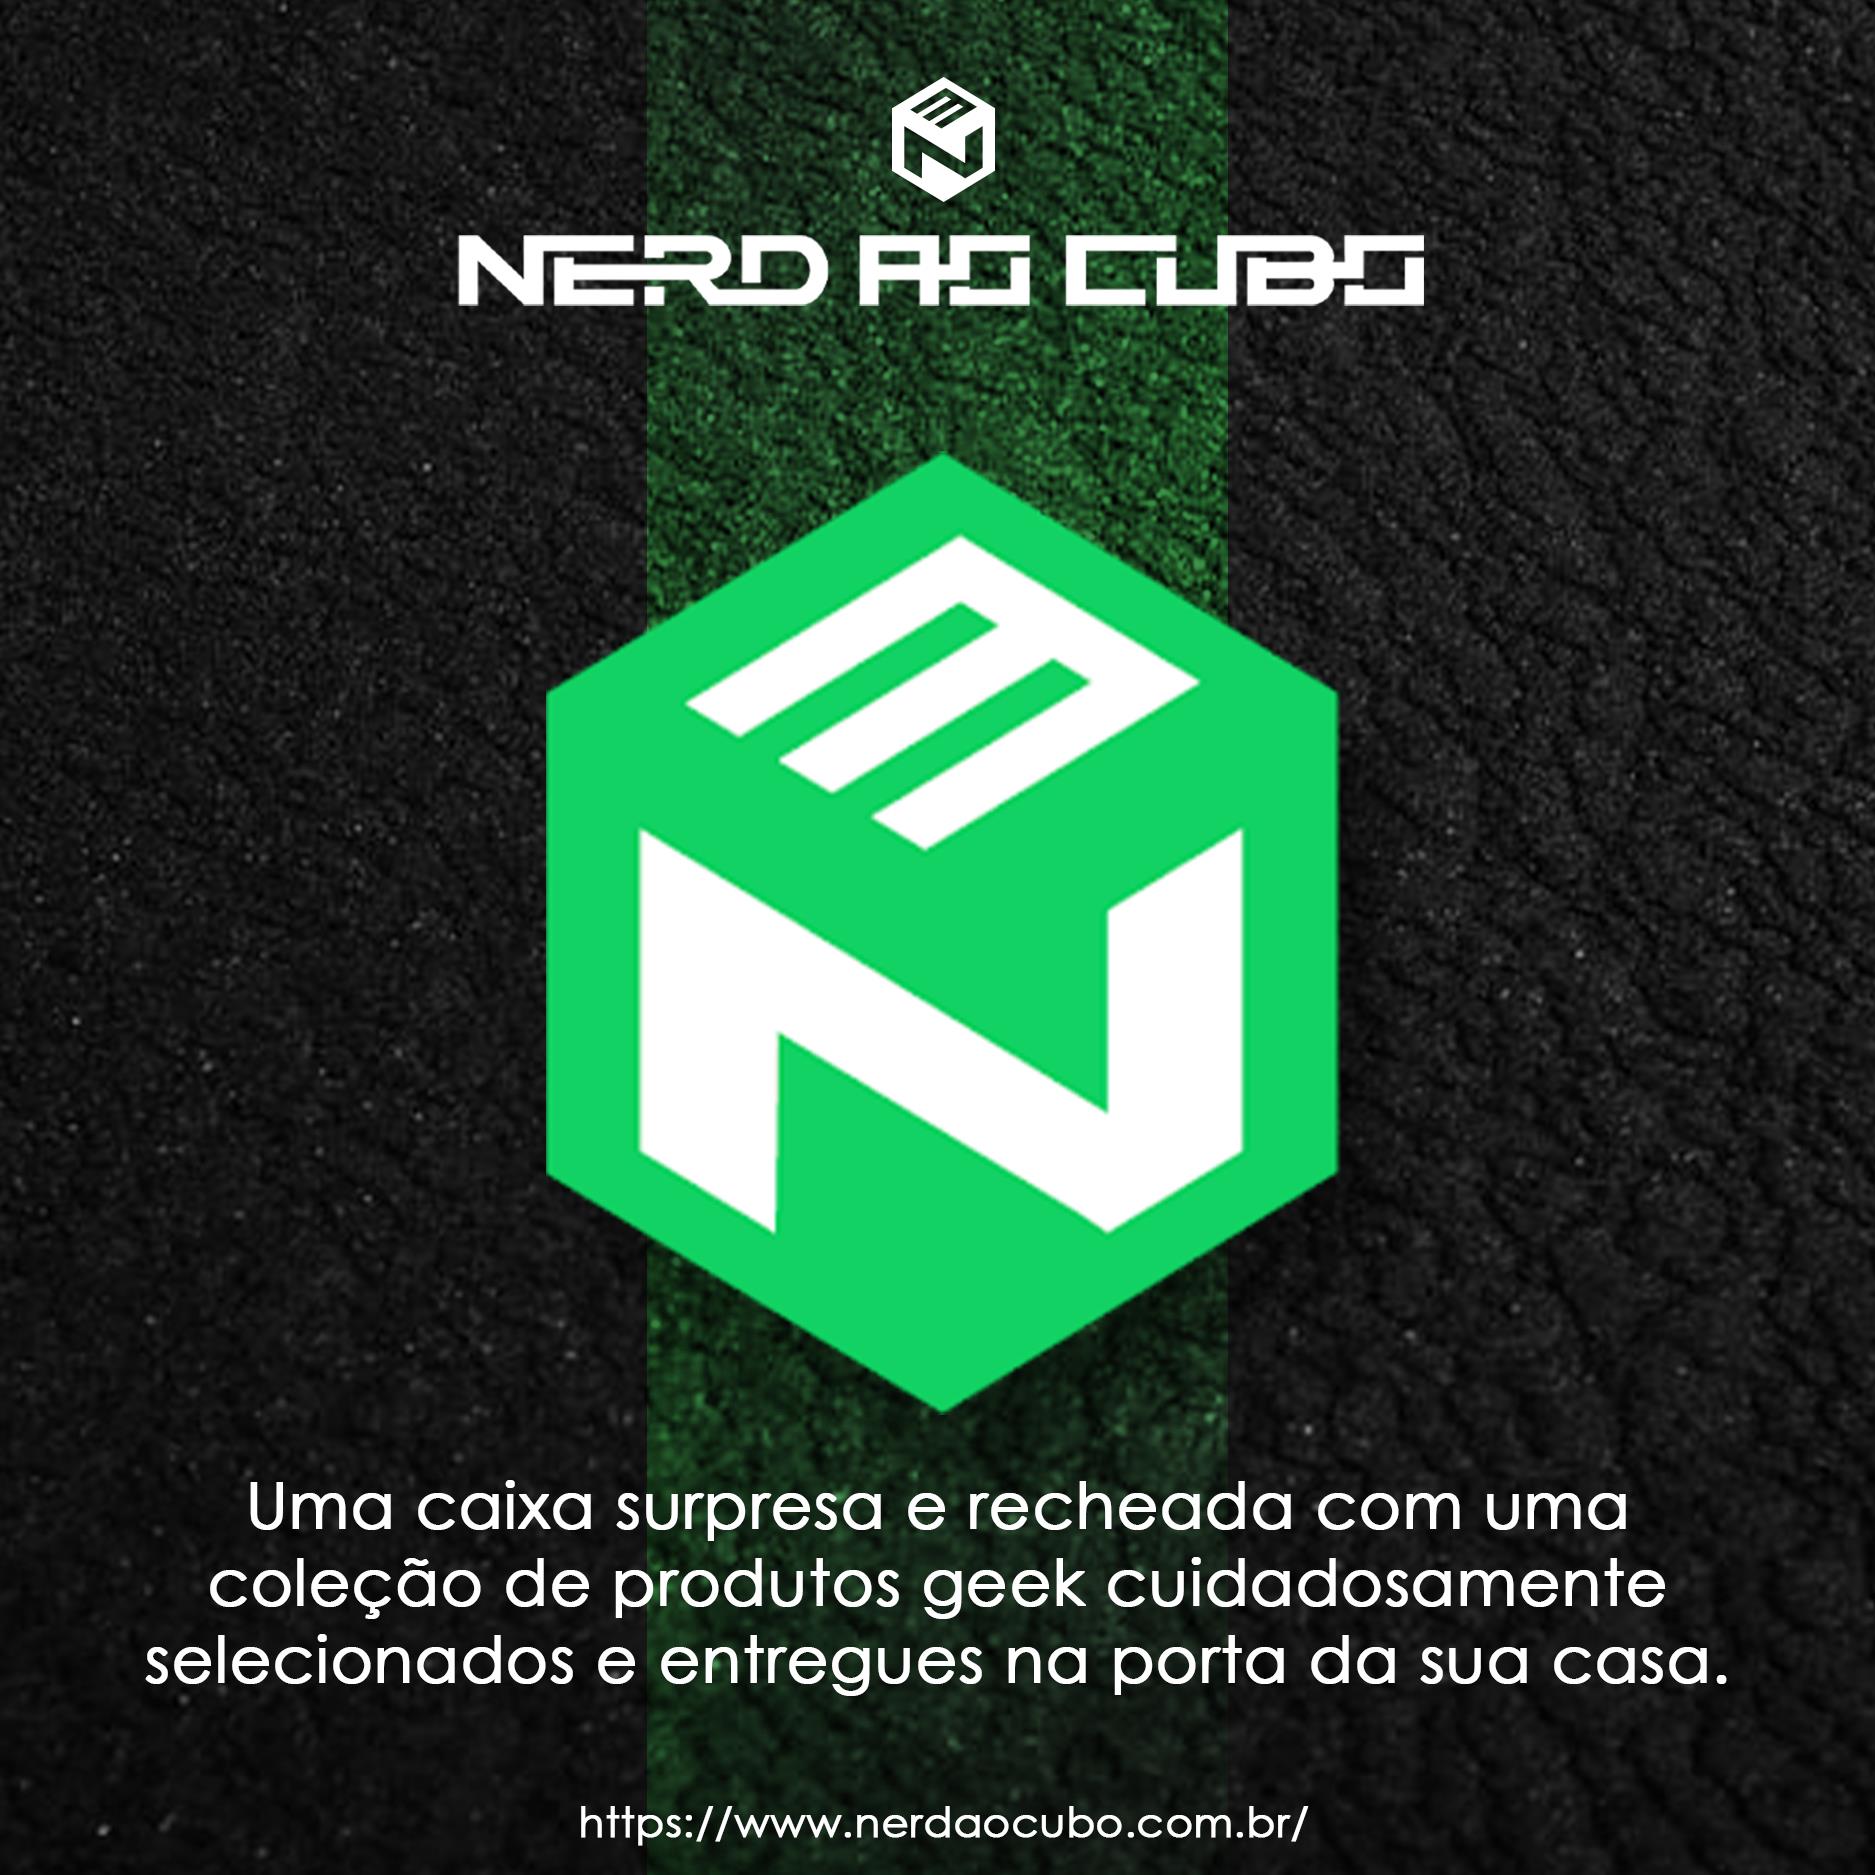 NERD AO CUBO
Uma caixa surpresa e recheada com uma
coleção de produtos geek cuidadosamente
selecionados e entregues na porta da sua casa.
https://www.nerdaocubo.com.br/